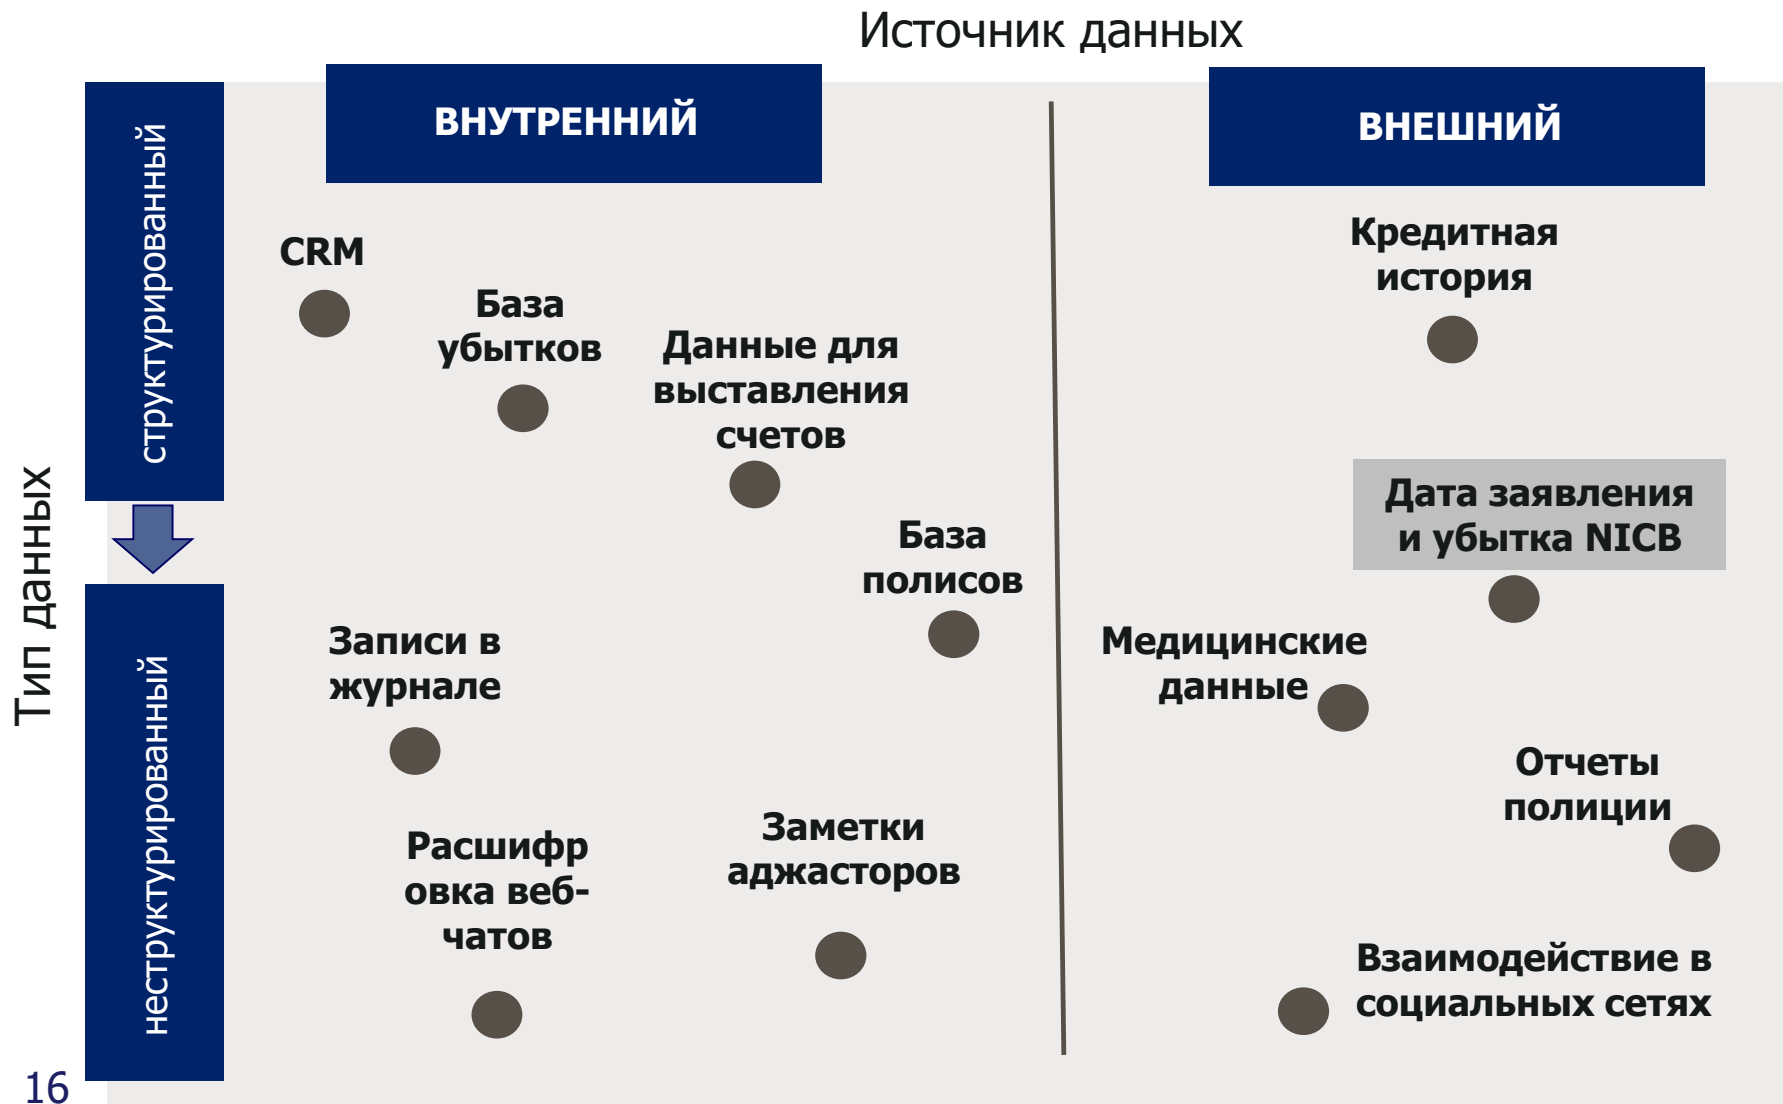 Источник данных
ВНУТРЕННИЙ
ВНЕШНИЙ
Тип данных
структурированный
неструктурированный
CRM
База
убытков
Данные для
выставления
счетов
База
полисов
Записи в
журнале
Расшифр
овка веб-
чатов
Заметки
аджасторов
Кредитная
история
Дата заявления
и убытка NICB
Медицинские
данные
Отчеты
полиции
Взаимодействие в
социальных сетях
16